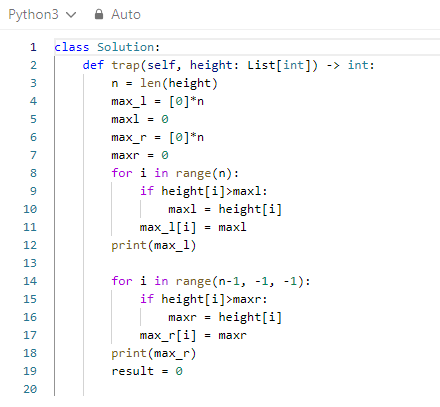 Python3 Auto
1 class Solution:
2     def trap(self, height: List[int]) -> int:
3         n = len(height)
4         max_l = [0]*n
5         maxl = 0
6         max_r = [0]*n
7         maxr = 0
8         for i in range(n):
9             if height[i]>maxl:
10                 maxl = height[i]
11             max_l[i] = maxl
12         print(max_l)
13
14         for i in range(n-1, -1, -1):
15             if height[i]>maxr:
16                 maxr = height[i]
17             max_r[i] = maxr
18         print(max_r)
19         result = 0
20